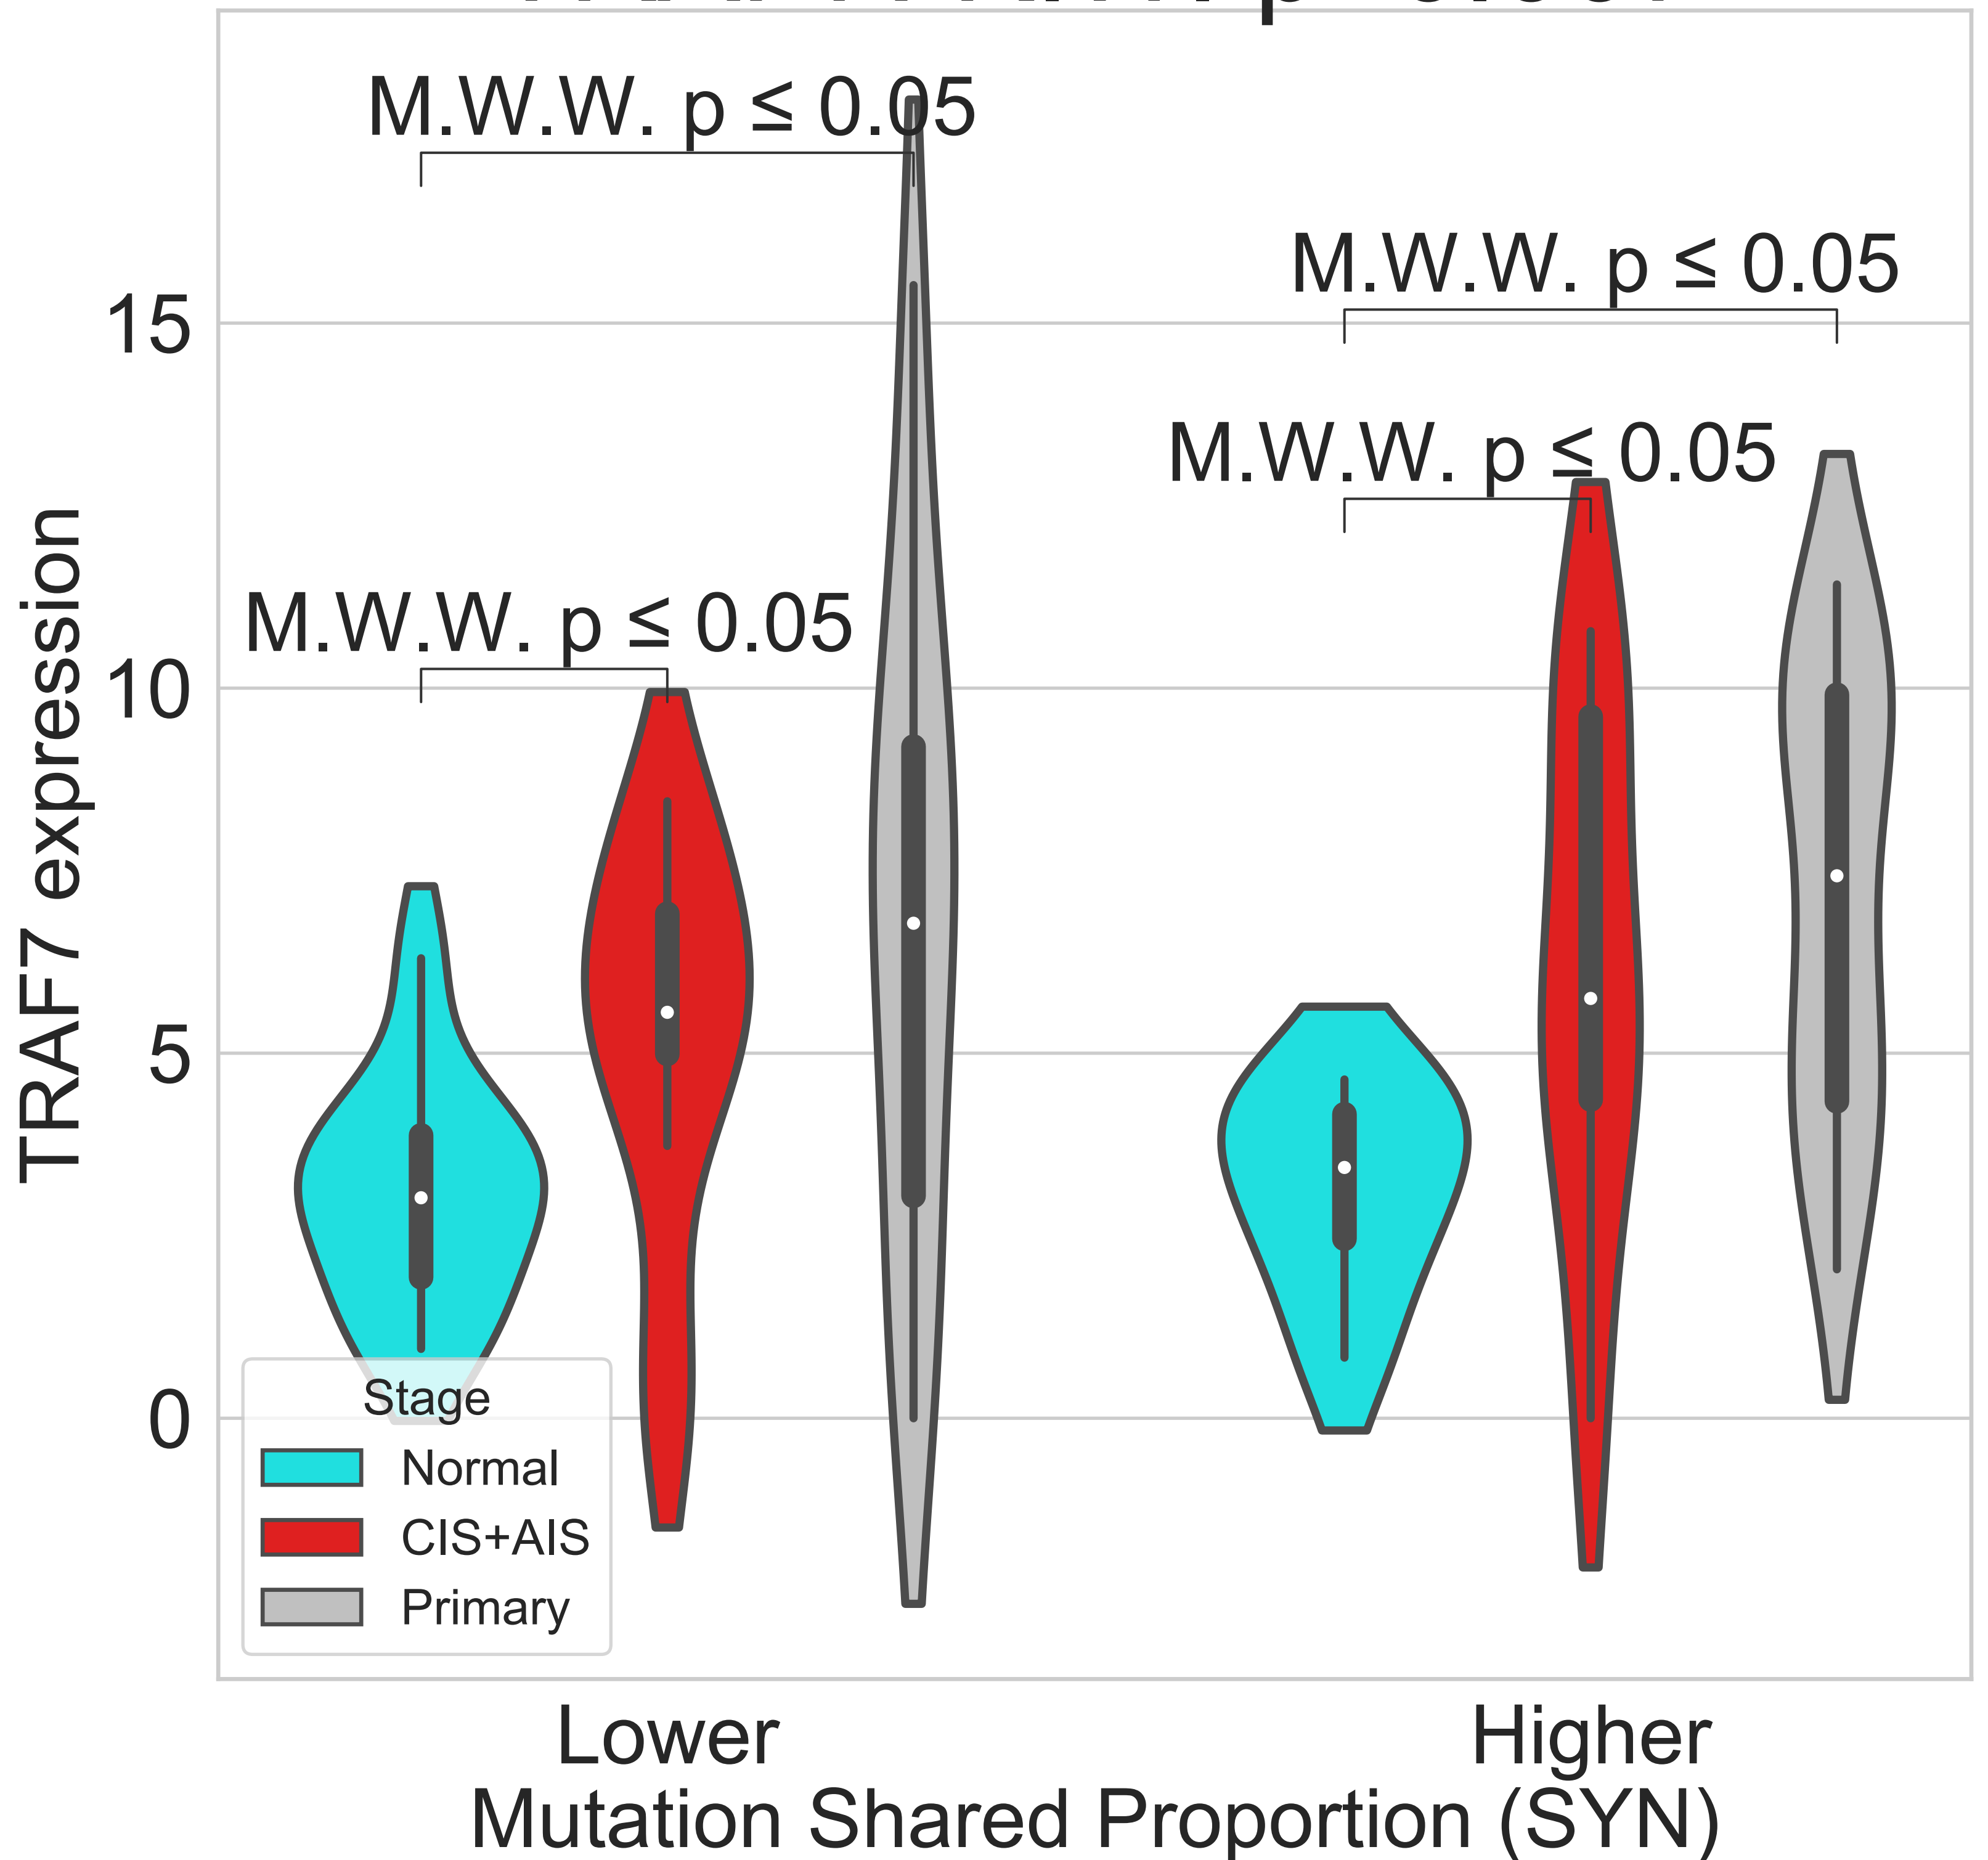 M.W.W. p ≤ 0.05
M.W.W. p ≤ 0.05
M.W.W. p ≤ 0.05
M.W.W. p ≤ 0.05
15
10
5
0
TRAF7 expression
Stage
Normal
CIS+AIS
Primary
Lower
Higher
Mutation Shared Proportion (SYN)